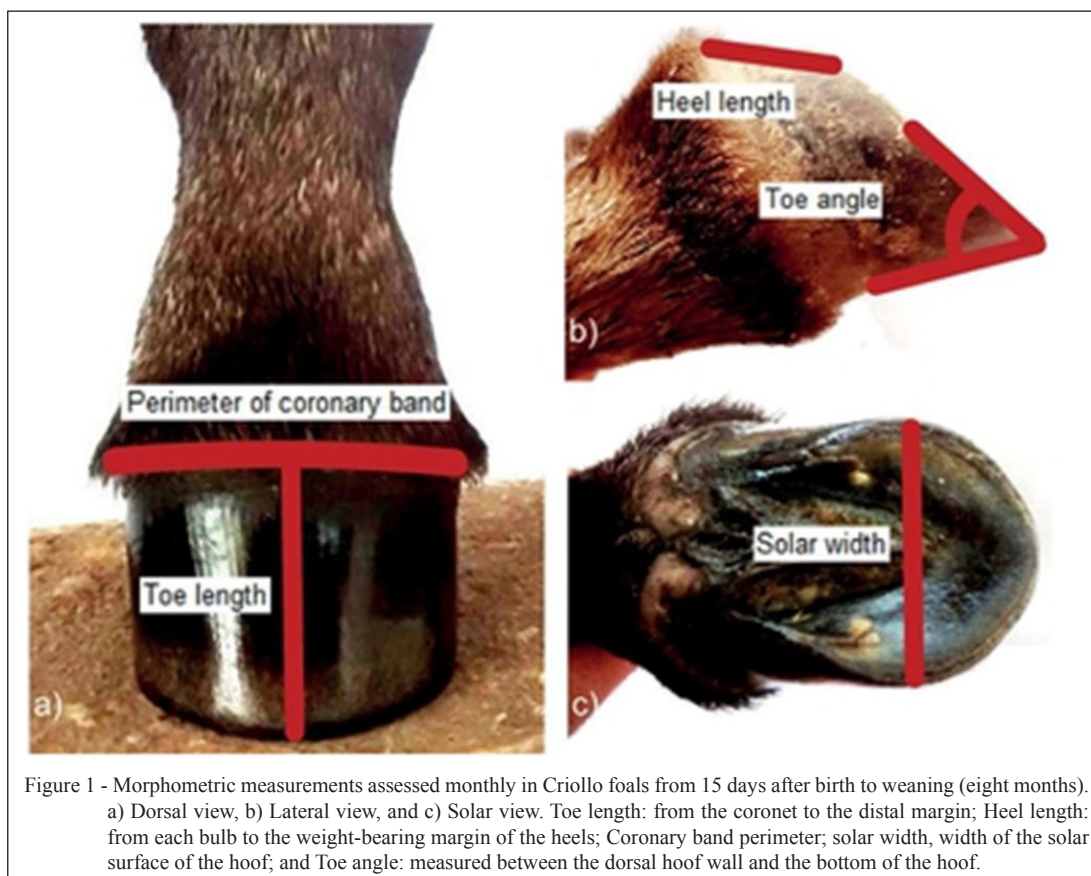 Perimeter of coronary band
Toe length
a)
Heel length
Toe angle
b)
Solar width
c)
Figure 1 - Morphometric measurements assessed monthly in Criollo foals from 15 days after birth to weaning (eight months).
a) Dorsal view, b) Lateral view, and c) Solar view. Toe length: from the coronet to the distal margin; Heel length:
from each bulb to the weight-bearing margin of the heels; Coronary band perimeter; solar width, width of the solar
surface of the hoof; and Toe angle: measured between the dorsal hoof wall and the bottom of the hoof.